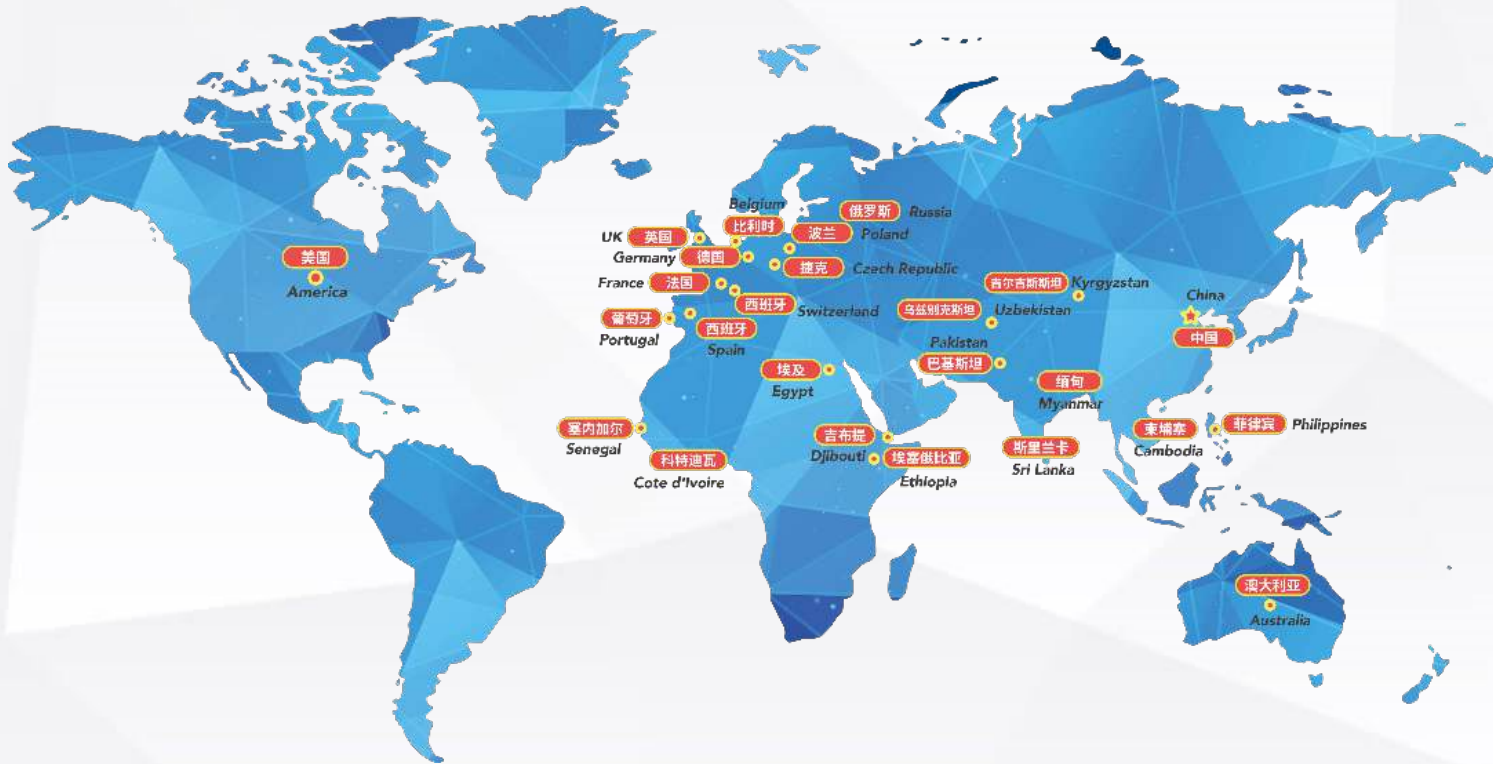 Belgium
俄罗斯 Russia
比利时
UK 英国
波兰 Poland
美国
Germany 德国
捷克 Czech Republic
America
France 法国
吉尔吉斯斯坦 Kyrgyzstan
西班牙 Switzerland
China
乌兹别克斯坦 Uzbekistan
葡萄牙
Portugal
西班牙
Spain
中国
Pakistan
巴基斯坦
埃及
Egypt
缅甸
Myanmar
塞内加尔
Senegal
吉布提
Djibouti
柬埔寨
Cambodia
菲律宾 Philippines
科特迪瓦
Cote d'Ivoire
埃塞俄比亚
Ethiopia
斯里兰卡
Sri Lanka
澳大利亚
Australia